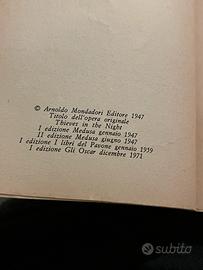 © Arnoldo Mondadori Editore 1947
Titolo dell'opera originale
Thieves in the Night
I edizione Medusa gennaio 1947
II edizione Medusa giugno 1947
I edizione I libri del Pavone gennaio 1959
I edizione Gli Oscar dicembre 1971
subito